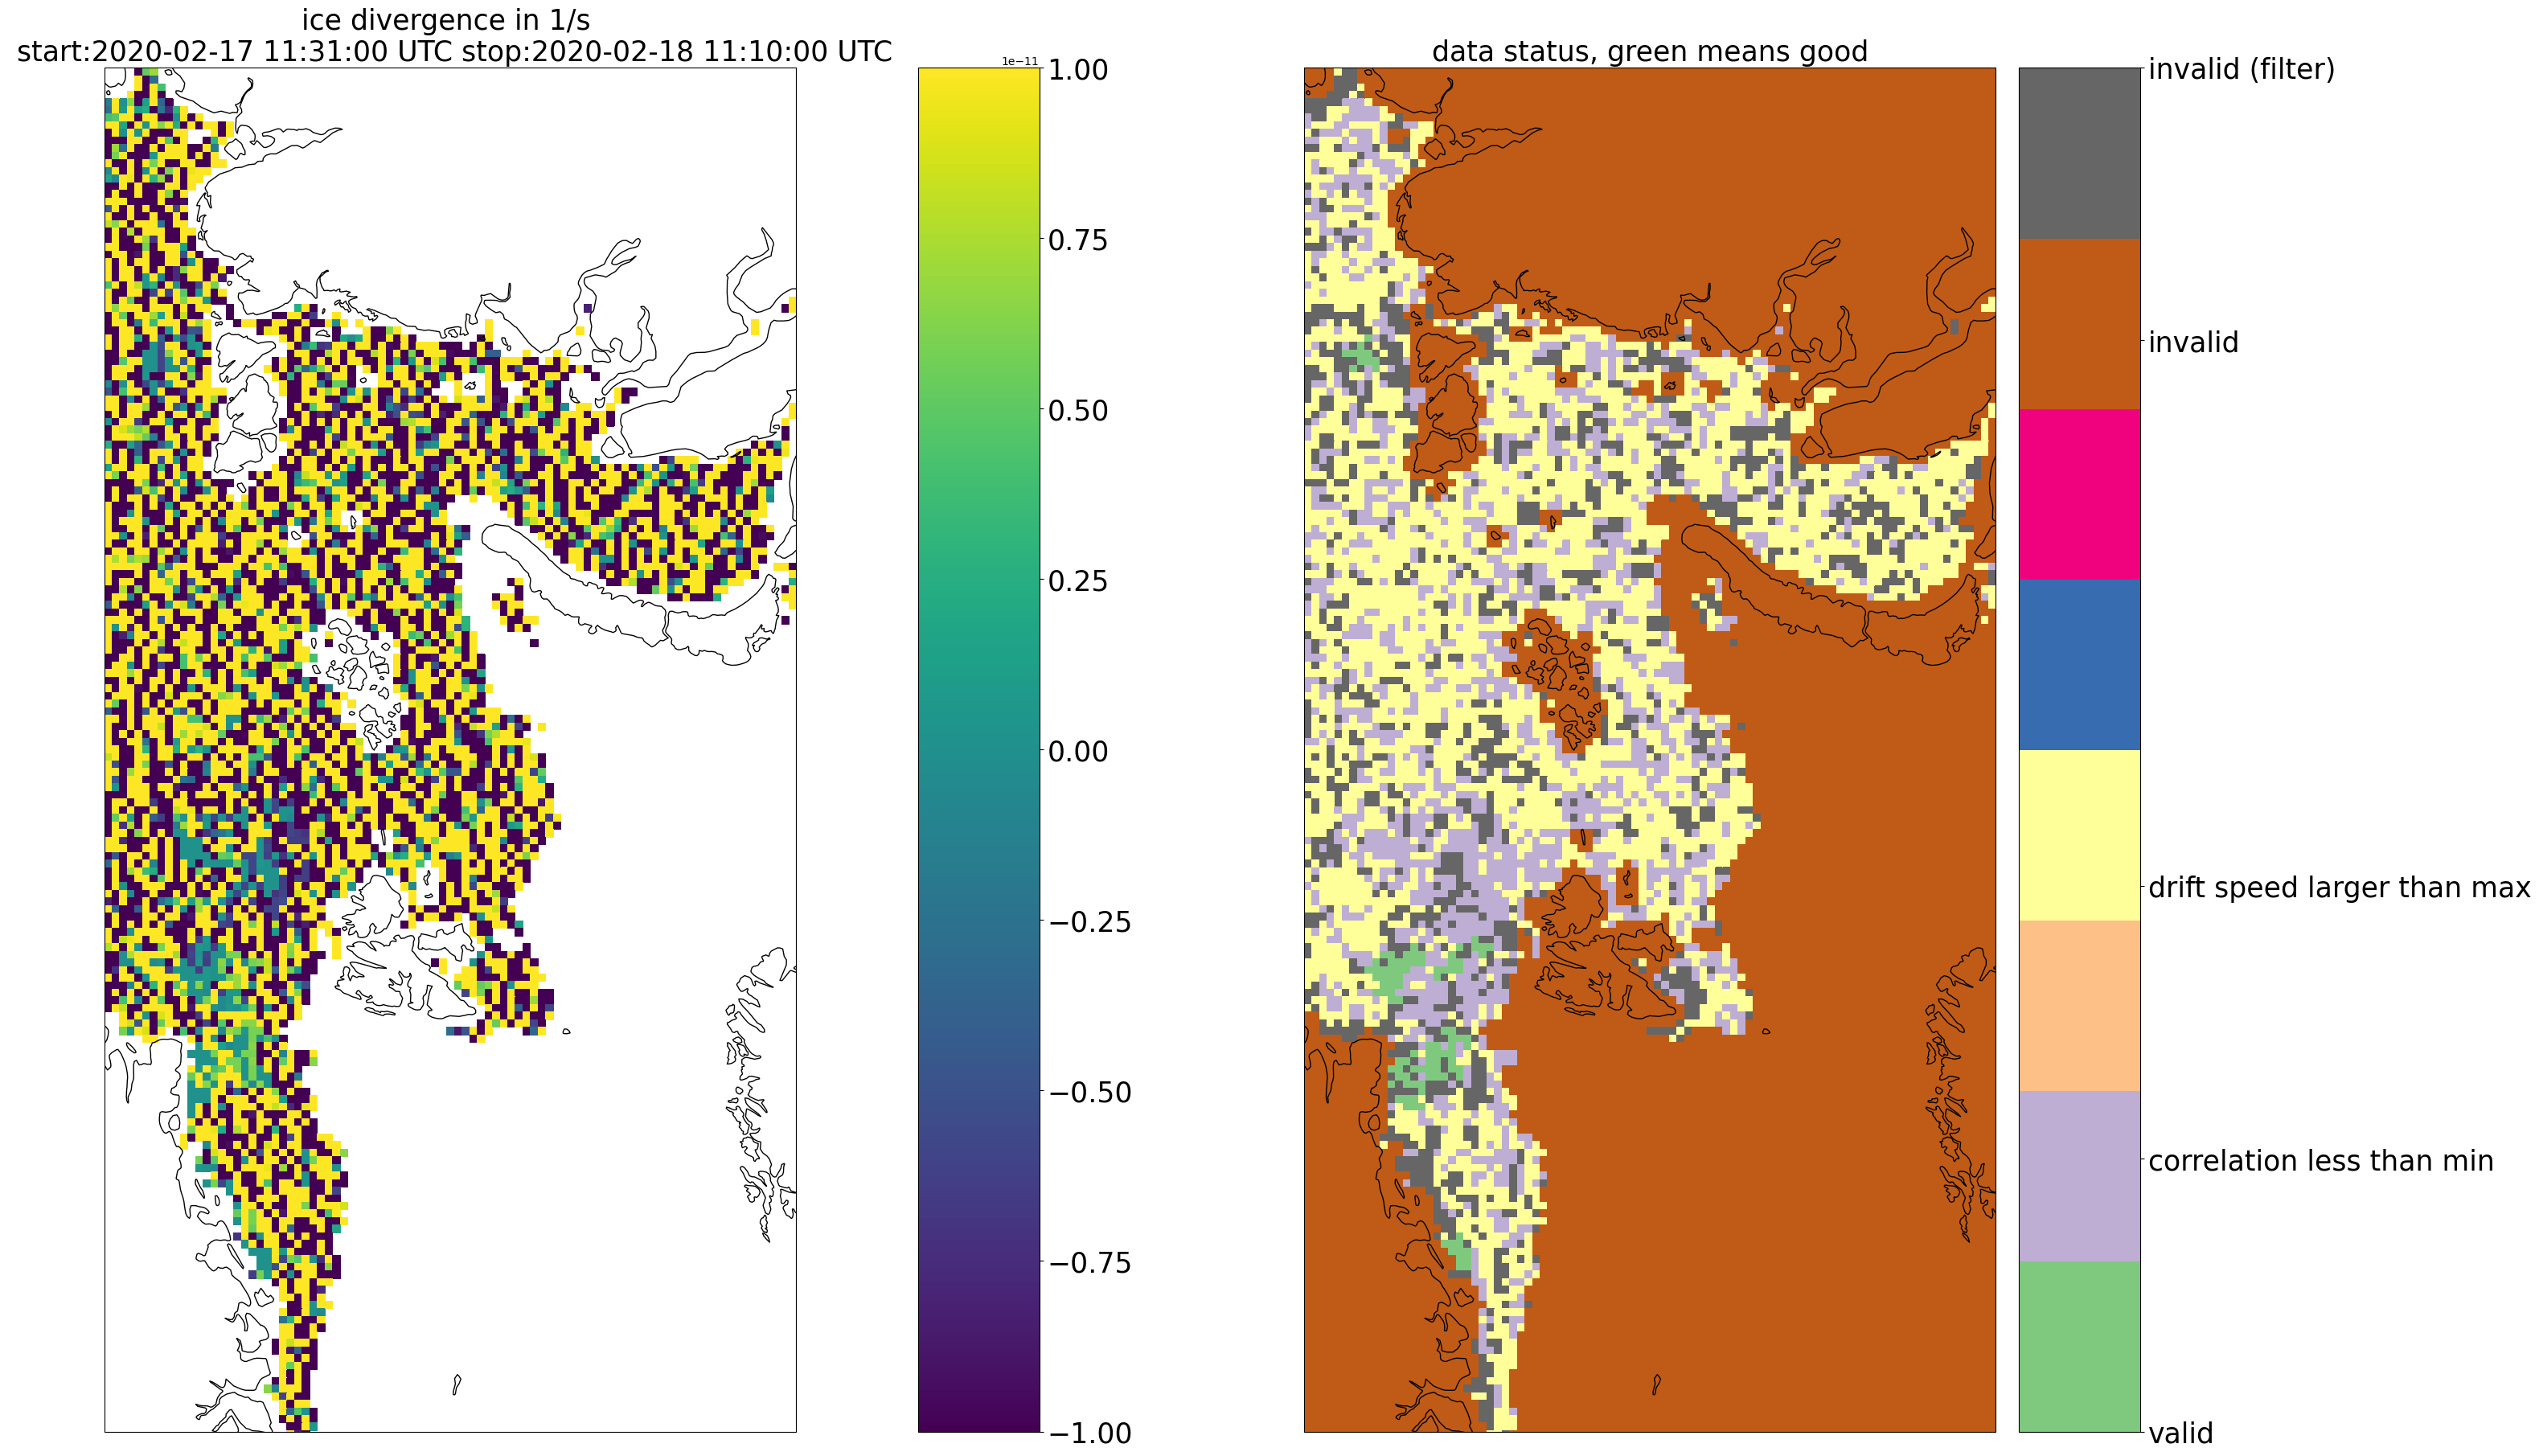 ice divergence in 1/s
start:2020-02-17 11:31:00 UTC stop:2020-02-18 11:10:00 UTC
1e−11
1.00
0.75
0.50
0.25
0.00
−0.25
−0.50
−0.75
−1.00
data status, green means good
invalid (filter)
invalid
drift speed larger than max
correlation less than min
valid